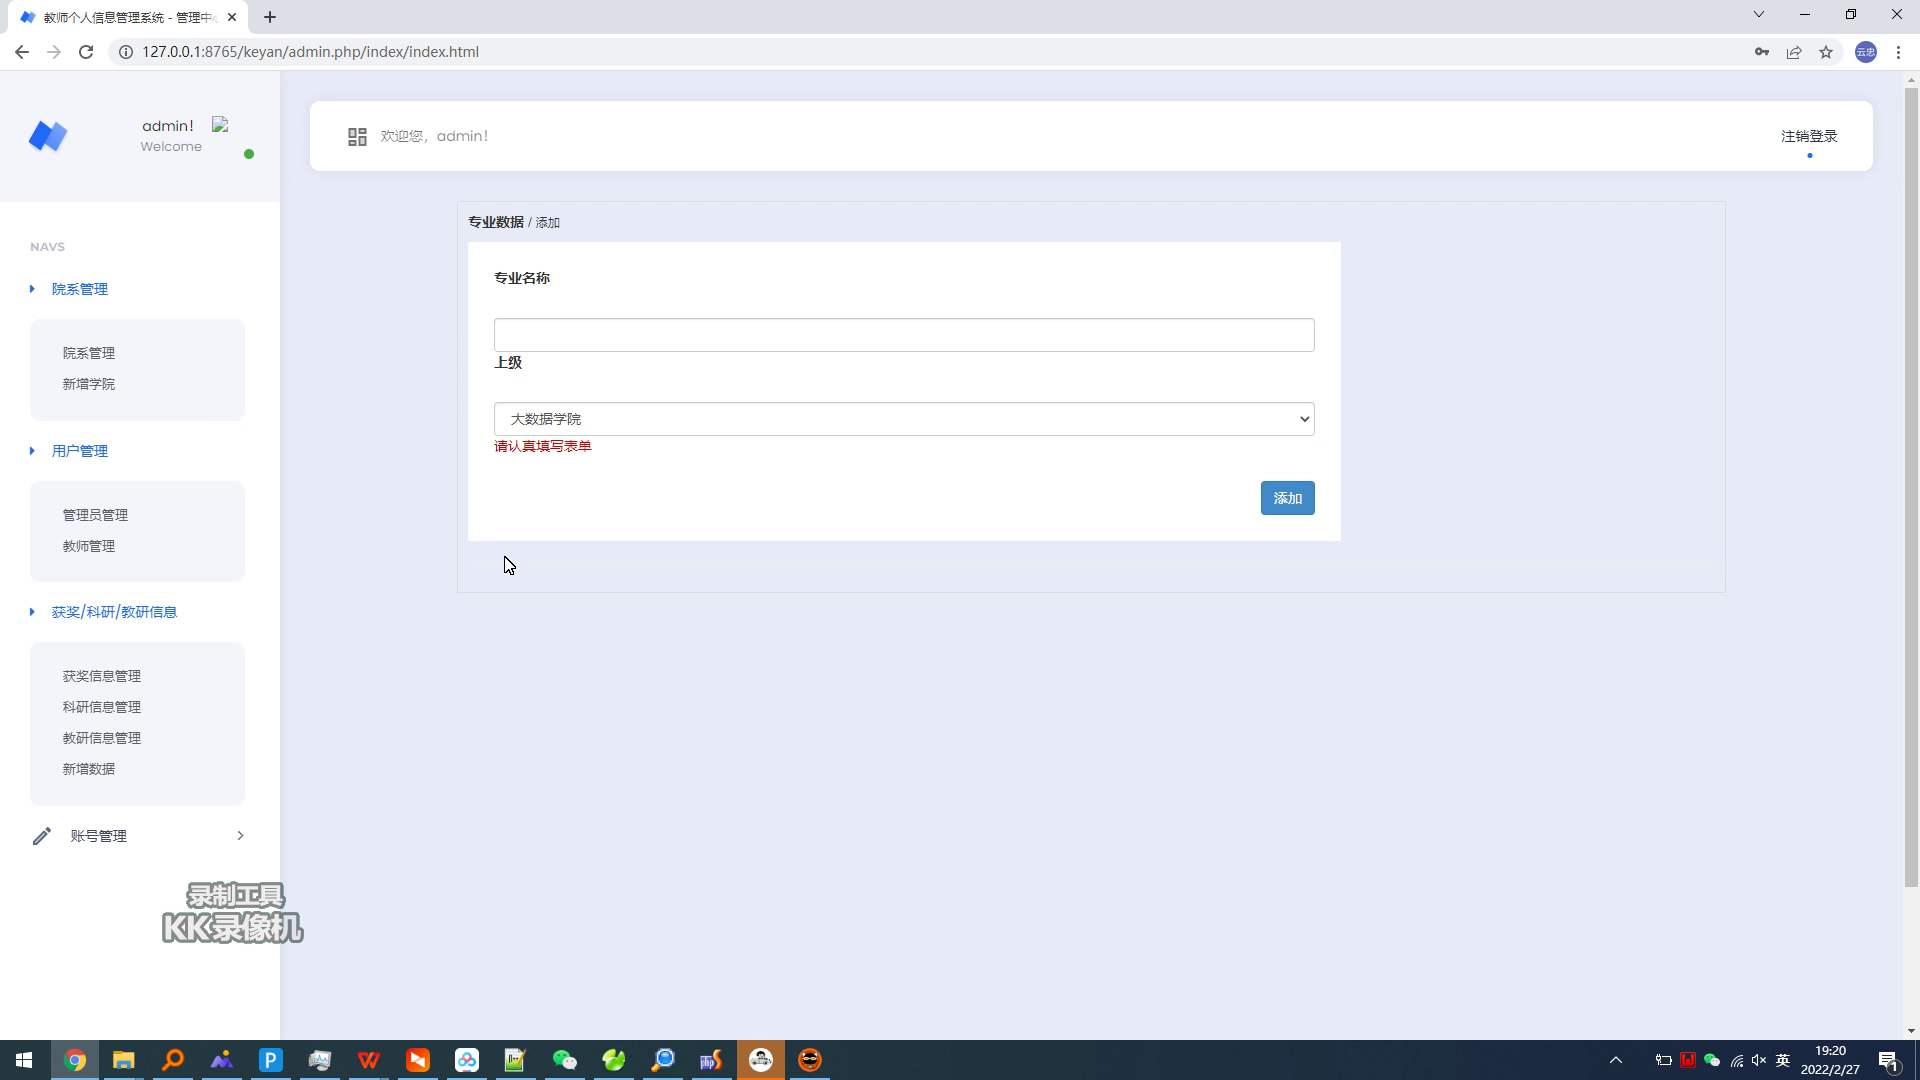 教师个人信息管理系统 - 管理中
127.0.0.1:8765/keyan/admin.php/index/index.html
云忠
admin!
Welcome
欢迎您，admin!
注销登录
NAVS
院系管理
院系管理
新增学院
用户管理
管理员管理
教师管理
获奖/科研/教研信息
获奖信息管理
科研信息管理
教研信息管理
新增数据
账号管理
专业数据 / 添加
专业名称
上级
大数据学院
请认真填写表单
添加
录制工具
KK录像机
英
19:20
2022/2/27
1